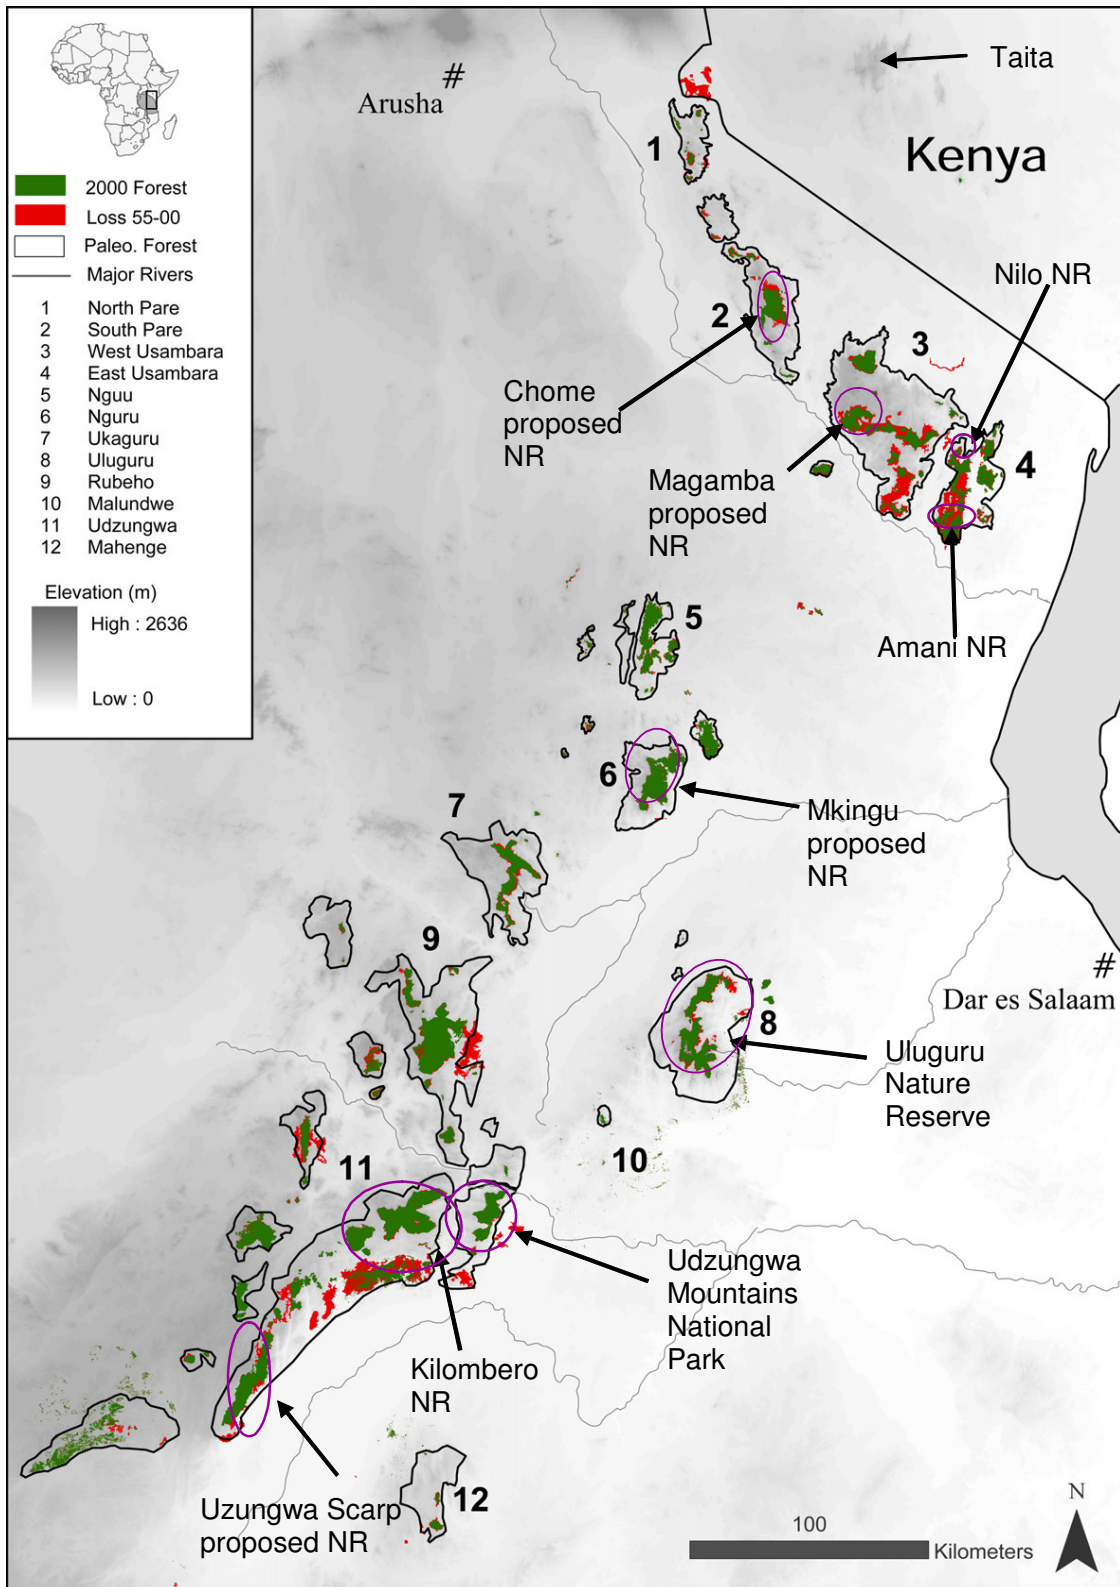 Taita
#
Arusha
Kenya
2000 Forest
Loss 55-00
Paleo. Forest
Major Rivers
1 North Pare
2 South Pare
3 West Usambara
4 East Usambara
5 Nguu
6 Nguru
7 Ukaguru
8 Uluguru
9 Rubeho
10 Malundwe
11 Udzungwa
12 Mahenge
Elevation (m)
High : 2636
Low : 0
1
Nilo NR
2
3
Chome
proposed
NR
4
Magamba
proposed
NR
5
Amani NR
6
7
Mkingu
proposed
NR
9
#
Dar es Salaam
8
Uluguru
Nature
Reserve
10
11
Udzungwa
Mountains
National
Park
Kilombero
NR
12
Uzungwa Scarp
proposed NR
N
100
Kilometers